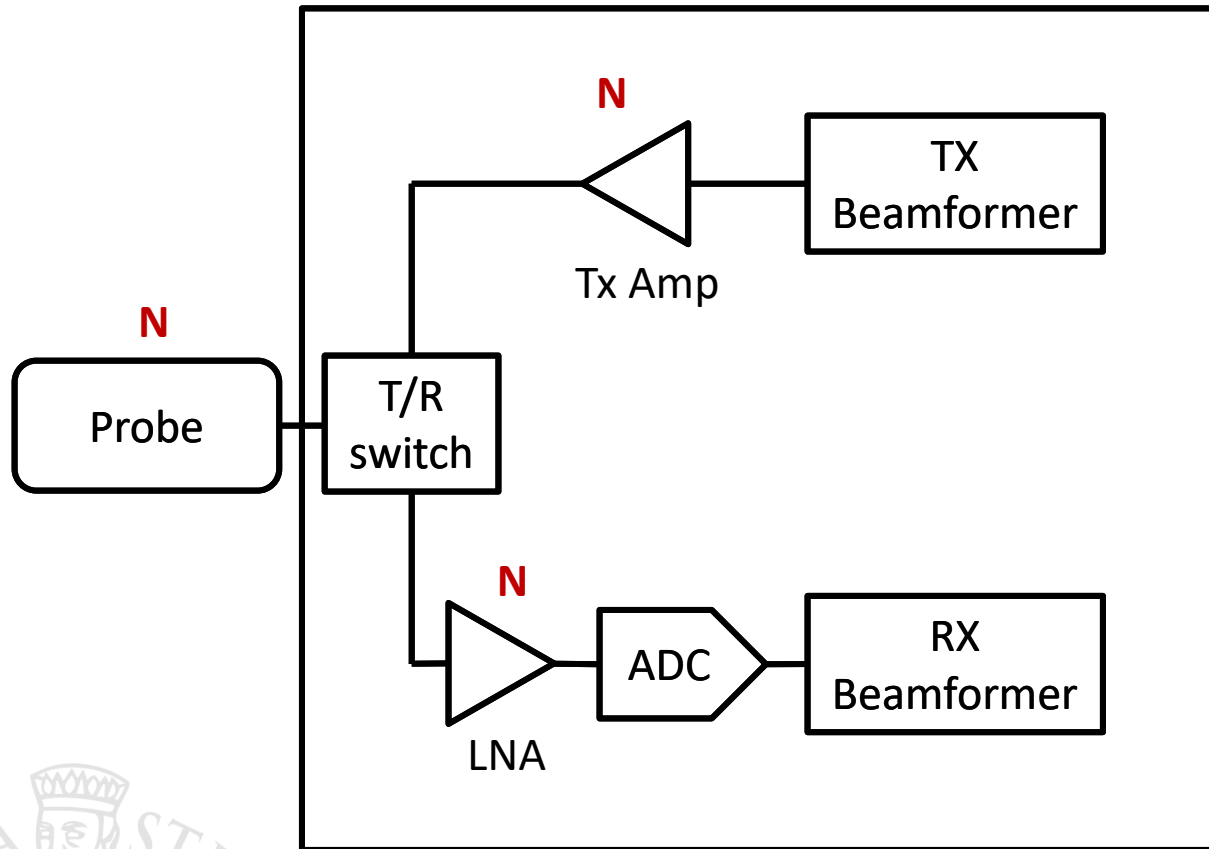 N
TX
Beamformer
Tx Amp
N
Probe
T/R
switch
N
ADC
RX
Beamformer
LNA